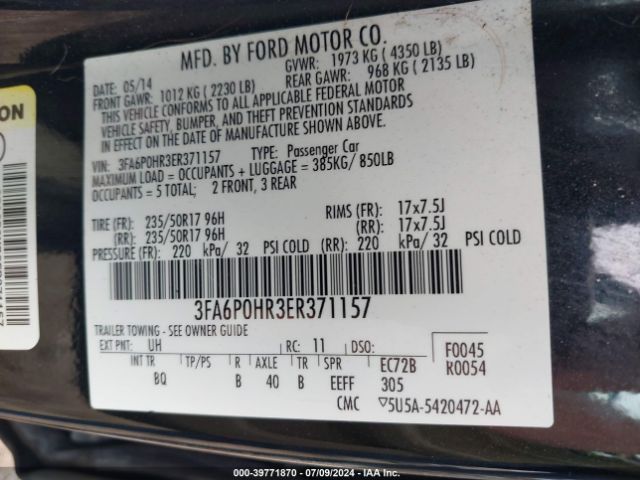 MFD. BY FORD MOTOR CO.
DATE: 05/14 GVWR: 1973 KG ( 4350 LB)
FRONT GAWR: 1012 KG ( 2230 LB) REAR GAWR: 968 KG ( 2135 LB)
THIS VEHICLE CONFORMS TO ALL APPLICABLE FEDERAL MOTOR
VEHICLE SAFETY, BUMPER, AND THEFT PREVENTION STANDARDS
IN EFFECT ON THE DATE OF MANUFACTURE SHOWN ABOVE.
VIN: 3FA6P0HR3ER371157 TYPE: Passenger Car
MAXIMUM LOAD = OCCUPANTS + LUGGAGE = 385KG/ 850LB
OCCUPANTS = 5 TOTAL; 2 FRONT, 3 REAR
TIRE (FR): 235/50R17 96H RIMS (FR): 17x7.5J
(RR): 235/50R17 96H (RR): 17x7.5J
PRESSURE (FR): 220 kPa/ 32 PSI COLD (RR): 220 kPa/ 32 PSI COLD
3FA6P0HR3ER371157
TRAILER TOWING - SEE OWNER GUIDE
EXT PNT: UH RC: 11 DSO: F0045
R0054
INT TR TP/PS R AXLE TR SPR EC72B
BQ B 40 B EEFF 305
CMC ▽5U5A-5420472-AA
000-39771870 / 07/09/2024 / IAA Inc.